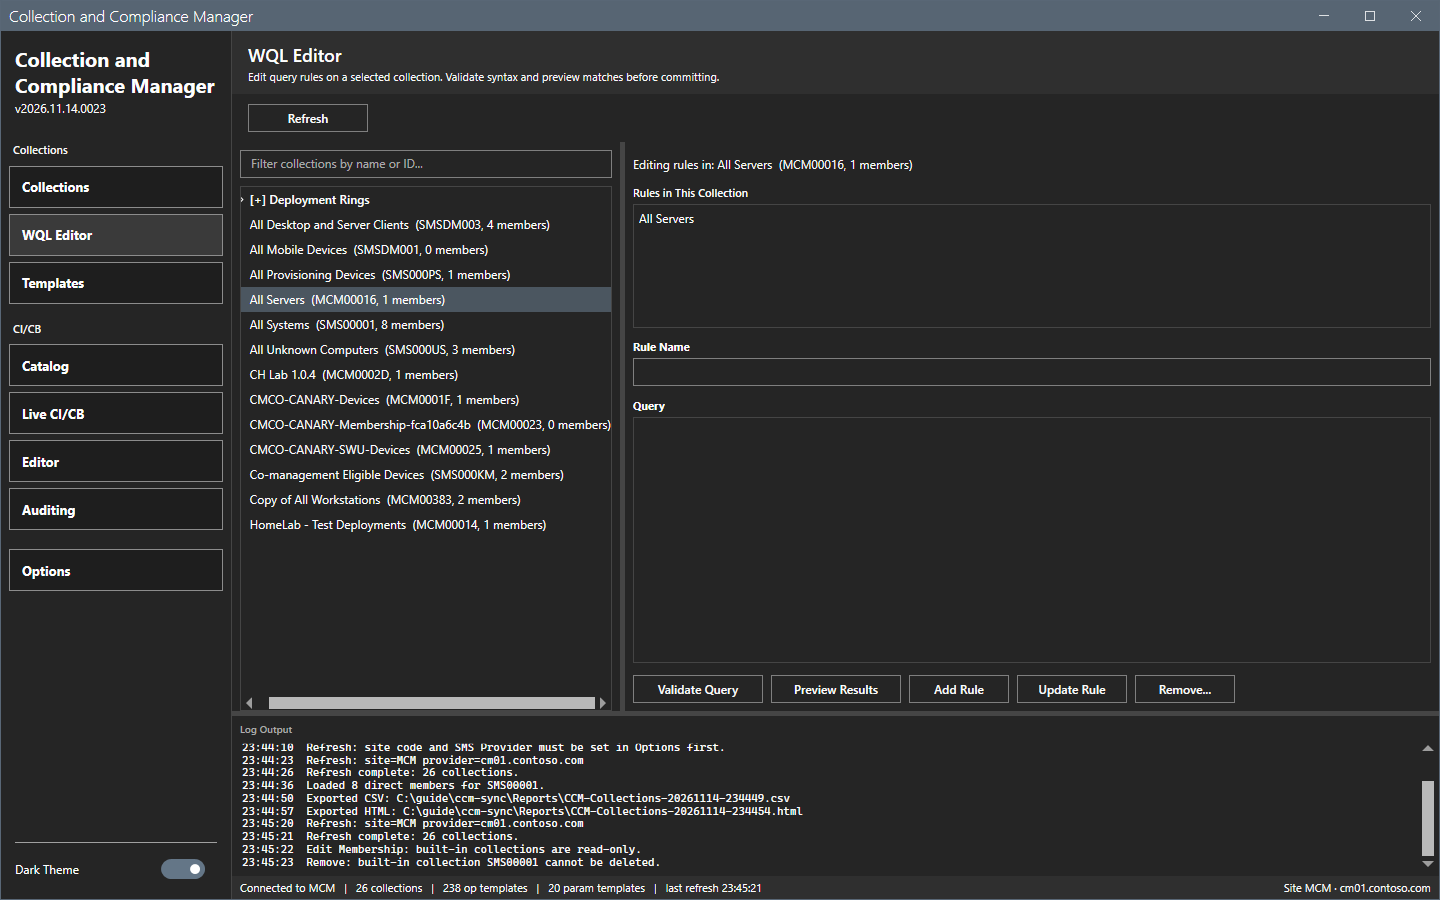 Collection and Compliance Manager
Collection and
Compliance Manager
v2026.11.14.0023
Collections
Collections
WQL Editor
Templates
CI/CB
Catalog
Live CI/CB
Editor
Auditing
Options
Dark Theme
WQL Editor
Edit query rules on a selected collection. Validate syntax and preview matches before committing.
Refresh
Filter collections by name or ID...
[+] Deployment Rings
All Desktop and Server Clients (SMSDM003, 4 members)
All Mobile Devices (SMSDM001, 0 members)
All Provisioning Devices (SMS000PS, 1 members)
All Servers (MCM00016, 1 members)
All Systems (SMS00001, 8 members)
All Unknown Computers (SMS000US, 3 members)
CH Lab 1.0.4 (MCM0002D, 1 members)
CMCO-CANARY-Devices (MCM0001F, 1 members)
CMCO-CANARY-Membership-fca10a6c4b (MCM00023, 0 members)
CMCO-CANARY-SWU-Devices (MCM00025, 1 members)
Co-management Eligible Devices (SMS000KM, 2 members)
Copy of All Workstations (MCM00383, 2 members)
HomeLab - Test Deployments (MCM00014, 1 members)
Editing rules in: All Servers (MCM00016, 1 members)
Rules in This Collection
All Servers
Rule Name
Query
Validate Query
Preview Results
Add Rule
Update Rule
Remove...
Log Output
23:44:10 Refresh: site code and SMS Provider must be set in Options first.
23:44:23 Refresh: site=MCM provider=cm01.contoso.com
23:44:26 Refresh complete: 26 collections.
23:44:36 Loaded 8 direct members for SMS00001.
23:44:50 Exported CSV: C:\guide\ccm-sync\Reports\CCM-Collections-20261114-234449.csv
23:44:57 Exported HTML: C:\guide\ccm-sync\Reports\CCM-Collections-20261114-234454.html
23:45:20 Refresh: site=MCM provider=cm01.contoso.com
23:45:21 Refresh complete: 26 collections.
23:45:22 Edit Membership: built-in collections are read-only.
23:45:23 Remove: built-in collection SMS00001 cannot be deleted.
Connected to MCM | 26 collections | 238 op templates | 20 param templates | last refresh 23:45:21
Site MCM · cm01.contoso.com